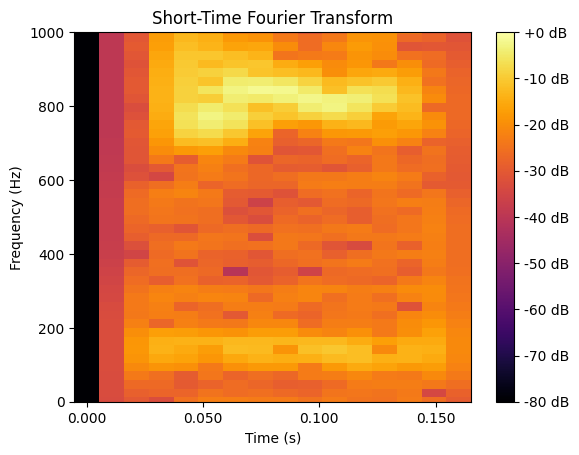 Short-Time Fourier Transform
1000
800
600
400
200
0
Frequency (Hz)
0.000
0.050
0.100
0.150
Time (s)
+0 dB
-10 dB
-20 dB
-30 dB
-40 dB
-50 dB
-60 dB
-70 dB
-80 dB